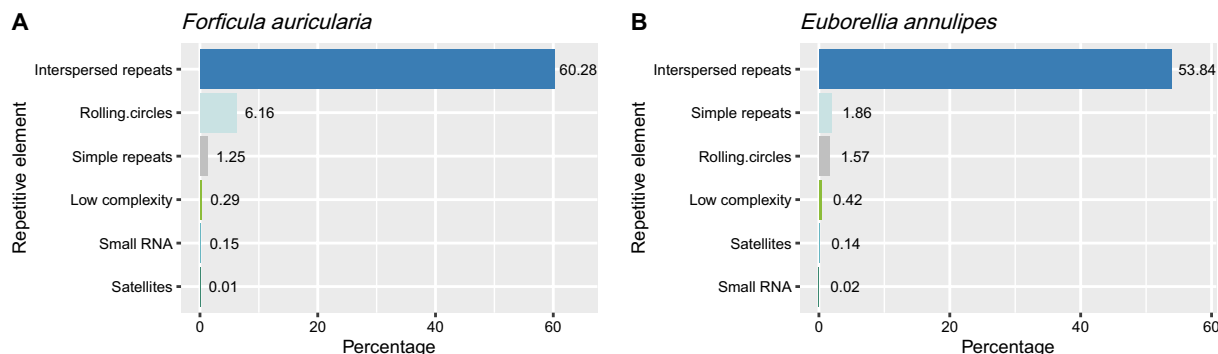 A
Forficula auricularia
Repetitive element
Interspersed repeats
60.28
Rolling.circles
6.16
Simple repeats
1.25
Low complexity
0.29
Small RNA
0.15
Satellites
0.01
0
20
40
60
Percentage
B
Euborellia annulipes
Repetitive element
Interspersed repeats
53.84
Simple repeats
1.86
Rolling.circles
1.57
Low complexity
0.42
Satellites
0.14
Small RNA
0.02
0
20
40
60
Percentage